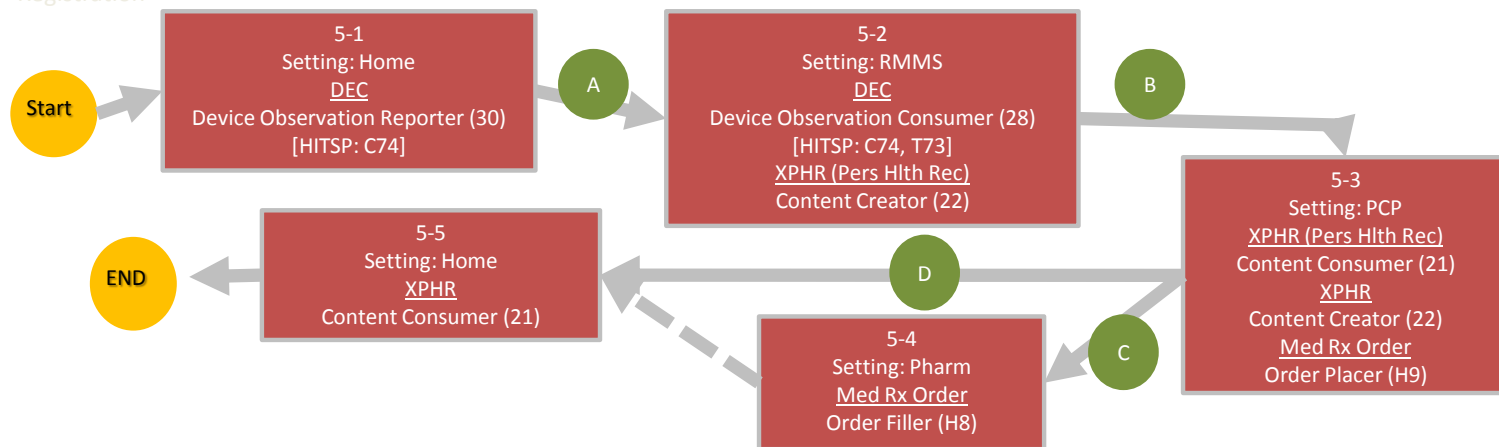 Registration
Start
5-1
Setting: Home
DEC
Device Observation Reporter (30)
[HITSP: C74]
A
5-2
Setting: RMMS
DEC
Device Observation Consumer (28)
[HITSP: C74, T73]
XPHR (Pers Hlth Rec)
Content Creator (22)
B
5-3
Setting: PCP
XPHR (Pers Hlth Rec)
Content Consumer (21)
XPHR
Content Creator (22)
Med Rx Order
Order Placer (H9)
C
5-4
Setting: Pharm
Med Rx Order
Order Filler (H8)
D
5-5
Setting: Home
XPHR
Content Consumer (21)
END